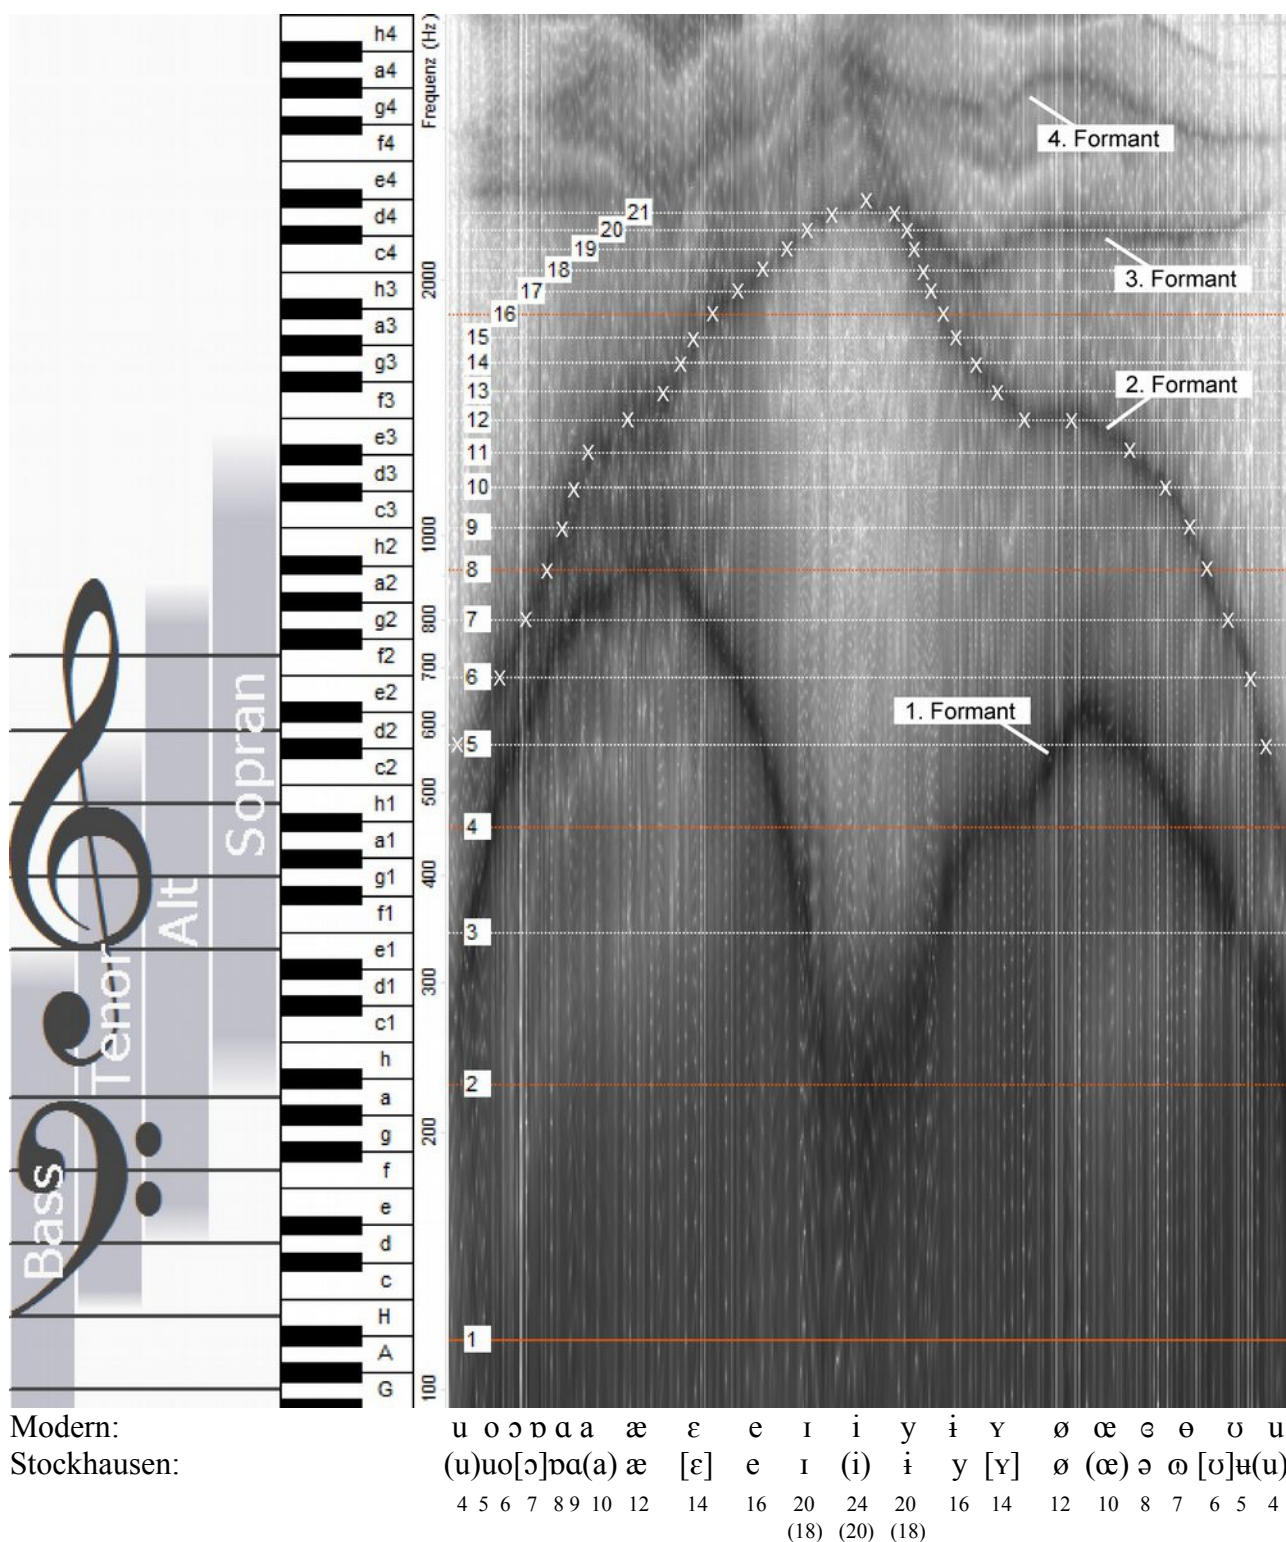 Frequenz (Hz)
2000
1000
800
700
600
500
400
300
200
100
h4
a4
g4
f4
e4
d4
c4
h3
a3
g3
f3
e3
d3
c3
h2
a2
g2
f2
e2
d2
c2
h1
a1
g1
f1
e1
d1
c1
h
a
g
f
e
d
c
H
A
G
Bass
Tenor
Alt
Sopran
21
20
19
18
17
16
15
14
13
12
11
10
9
8
7
6
5
4
3
2
1
4. Formant
3. Formant
2. Formant
1. Formant
Modern: u o ɔ ɒ ɑ a æ ɛ e ɪ i y ɨ ʏ ø œ ɞ ɵ ʊ u
Stockhausen: (u)uo[ɔ]ɒɑ(a) æ [ɛ] e ɪ (i) ɨ y [ʏ] ø (œ) ə ɷ [ʊ]ʉ(u)
4 5 6 7 8 9 10 12 14 16 20 24 20 16 14 12 10 8 7 6 5 4
(18) (20) (18)